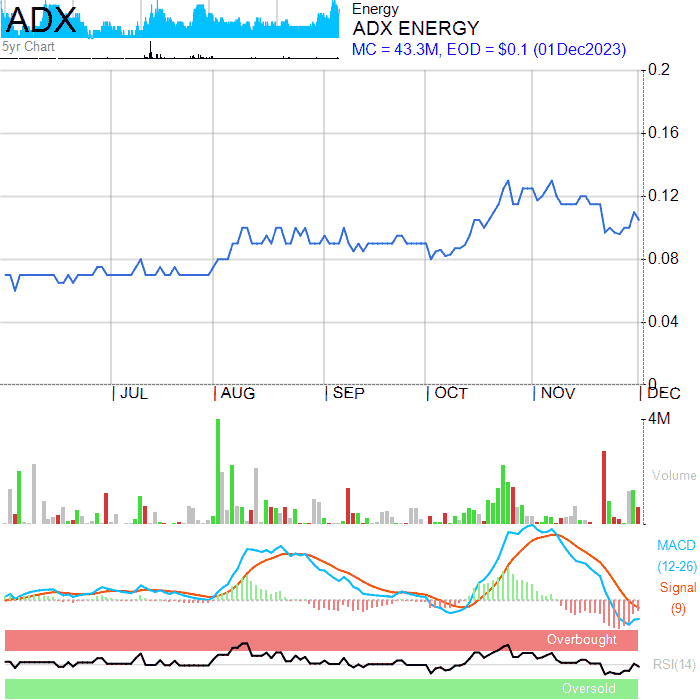 ADX
5yr Chart
Energy
ADX ENERGY
MC = 43.3M, EOD = $0.1 (01Dec2023)
0.2
0.16
0.12
0.08
0.04
0
JUL
AUG
SEP
OCT
NOV
DEC
4M
Volume
MACD
(12-26)
Signal
(9)
Overbought
RSI(14)
Oversold